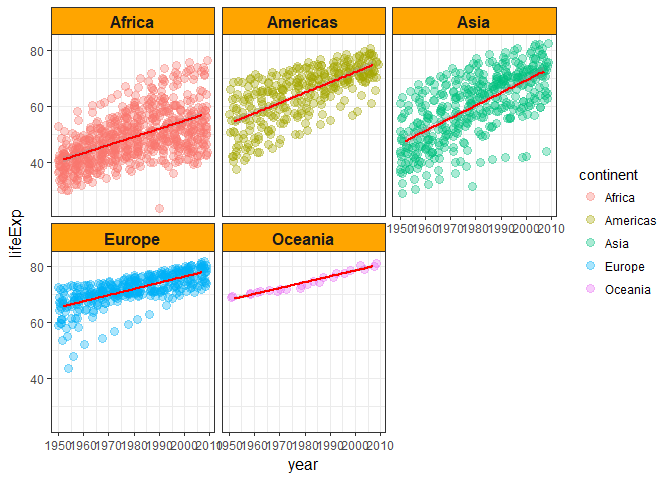 Africa Americas Asia
80
60
40
1950 1960 1970 1980 1990 2000 2010
Europe Oceania
80
60
40
1950 1960 1970 1980 1990 2000 2010 1950 1960 1970 1980 1990 2000 2010
lifeExp
year
continent
Africa
Americas
Asia
Europe
Oceania